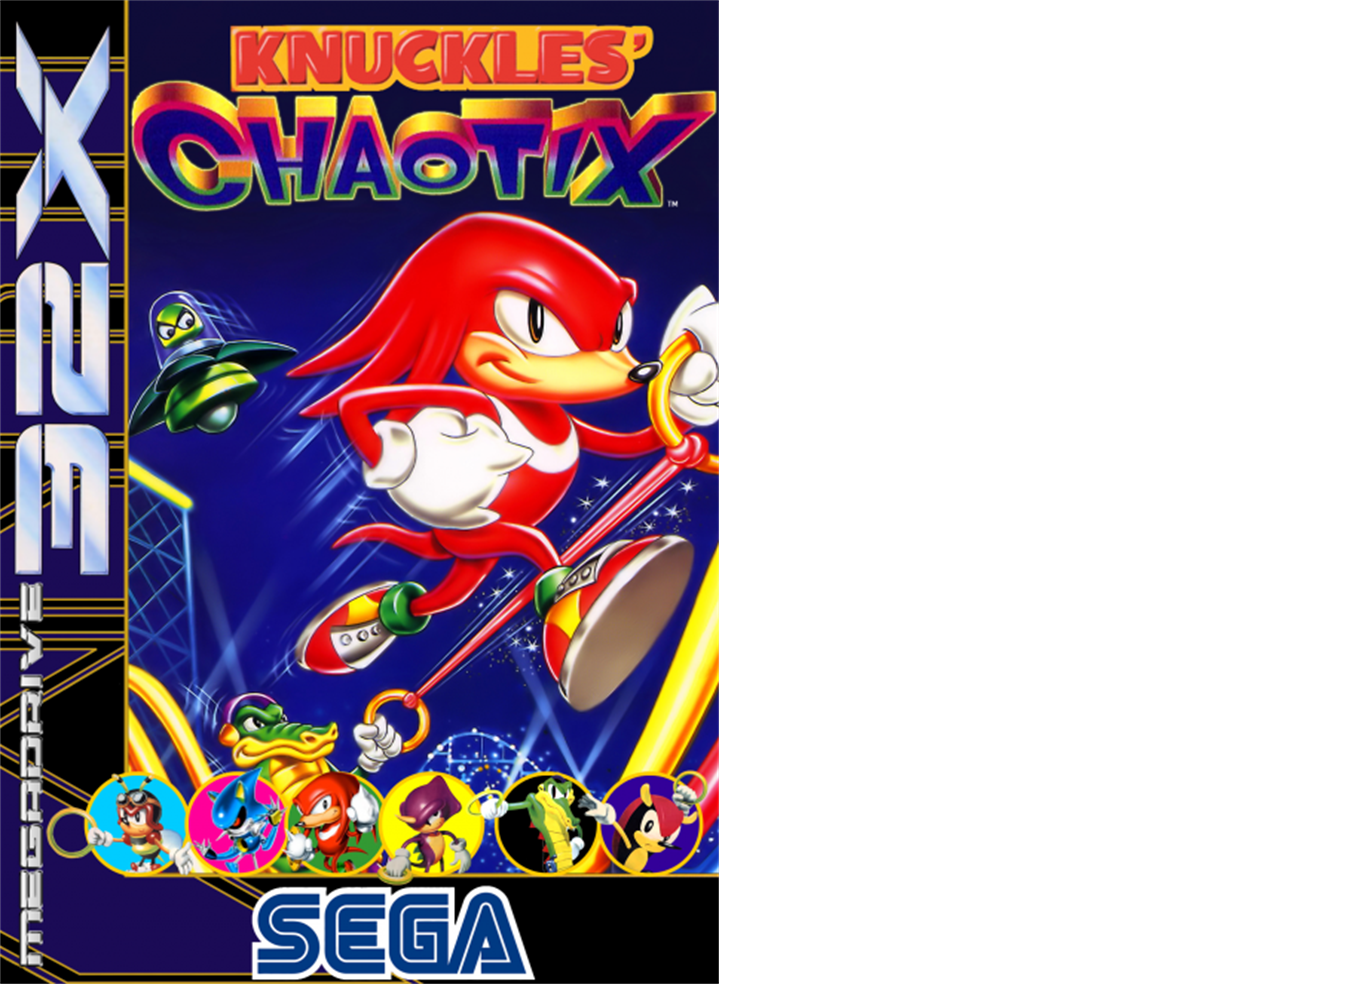 KNUCKLES'
CHAOTIX
™
MEGADRIVE 32X
SEGA